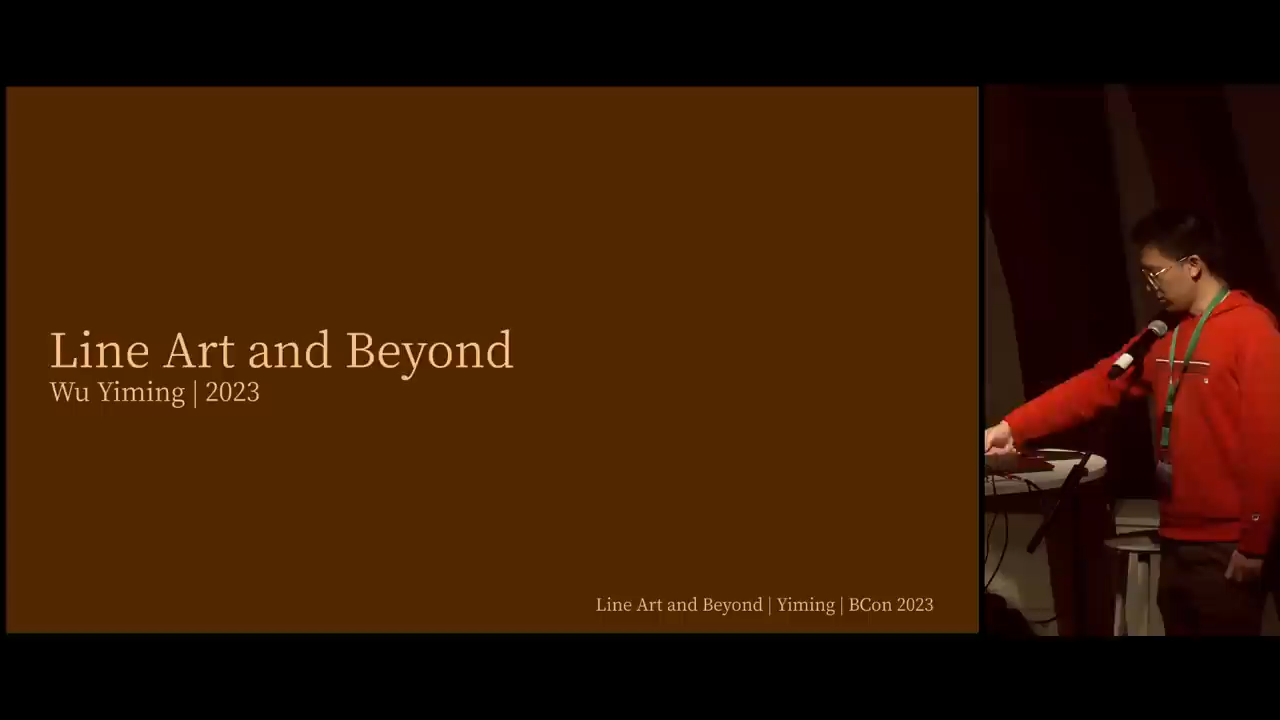 Line Art and Beyond
Wu Yiming | 2023
Line Art and Beyond | Yiming | BCon 2023